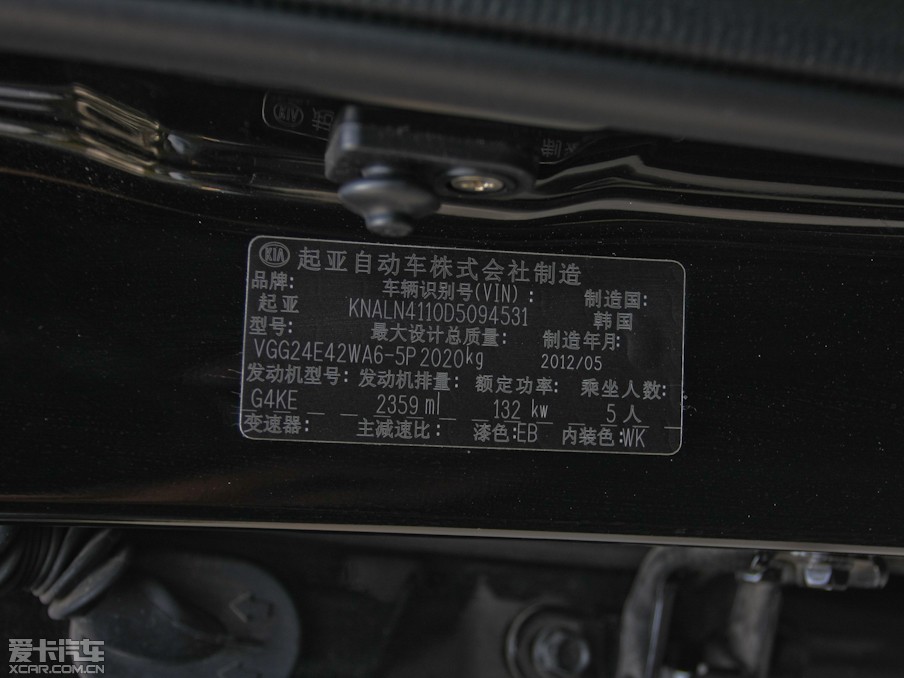 KIA 起亚自动车株式会社制造
品牌: 车辆识别号(VIN) : 制造国:
起亚 KNALN4110D5094531 韩国
型号: 最大设计总质量: 制造年月:
VGG24E42WA6-5P 2020kg 2012/05
发动机型号: 发动机排量: 额定功率: 乘坐人数:
G4KE 2359 ml 132 kw 5 人
变速器: 主减速比: 漆色:EB 内装色:WK
爱卡汽车
XCAR.COM.CN